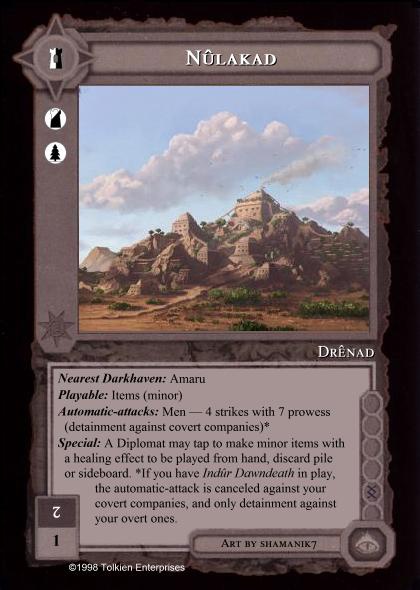 NÛLAKAD
DRÊNAD
Nearest Darkhaven: Amaru
Playable: Items (minor)
Automatic-attacks: Men — 4 strikes with 7 prowess
(detainment against covert companies)*
Special: A Diplomat may tap to make minor items with
a healing effect to be played from hand, discard pile
or sideboard. *If you have Indûr Dawndeath in play,
the automatic-attack is canceled against your
covert companies, and only detainment against
your overt ones.
2
1
ART BY SHAMANIK7
©1998 Tolkien Enterprises